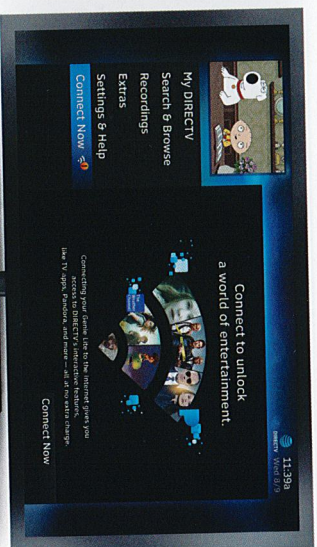 11:39a
DIRECTV Wed 8/9
My DIRECTV
Search & Browse
Recordings
Extras
Settings & Help
Connect Now
Connect to unlock
a world of entertainment.
Connecting your Genie Lite to the internet gives you
access to DIRECTV's interactive features,
like TV apps, Pandora, and more — all at no extra charge.
Connect Now